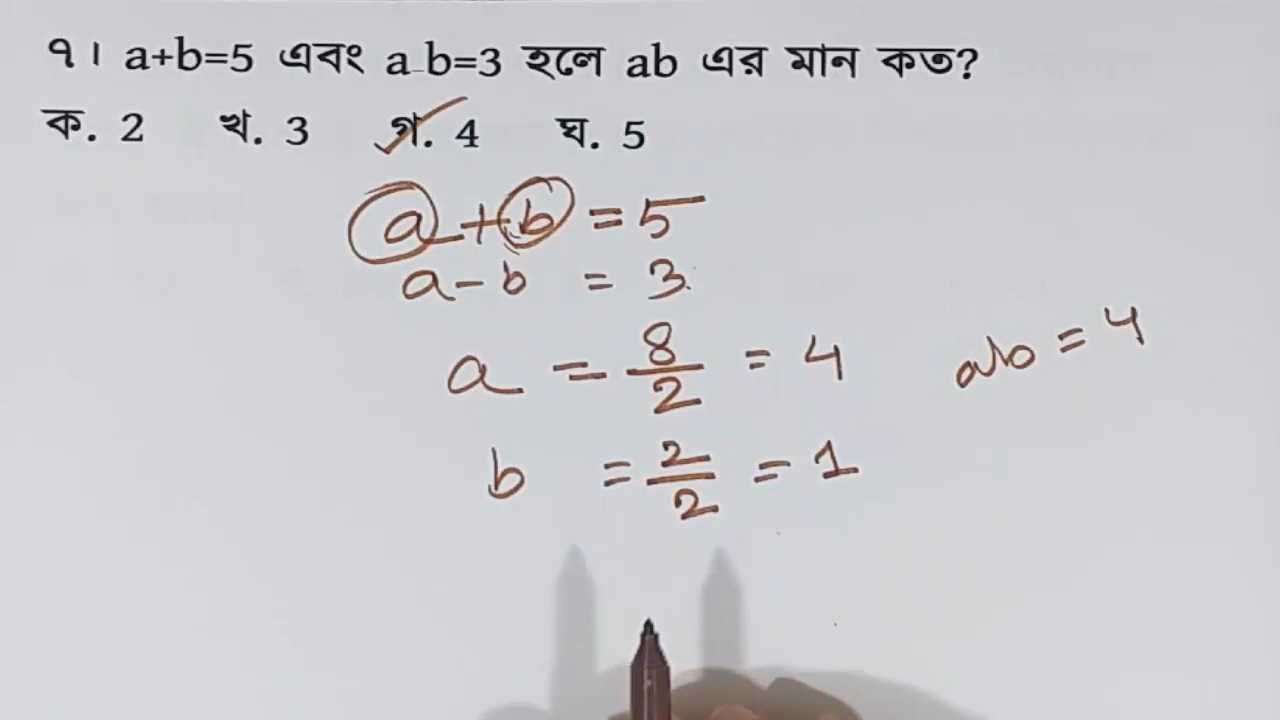 ৭। a+b=5 এবং a-b=3 হলে ab এর মান কত?
ক. 2 খ. 3 গ. 4 ঘ. 5
a+b = 5
a-b = 3
a = 8/2 = 4 ab = 4
b = 2/2 = 1